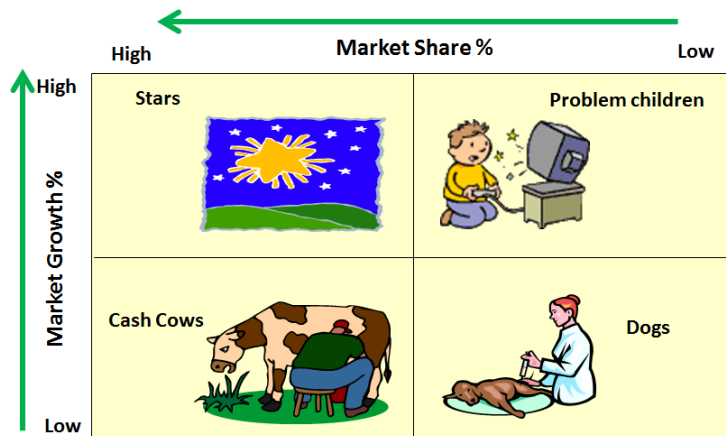 Market Share %
High
Low
High
Market Growth %
Low
Stars
Problem children
Cash Cows
Dogs